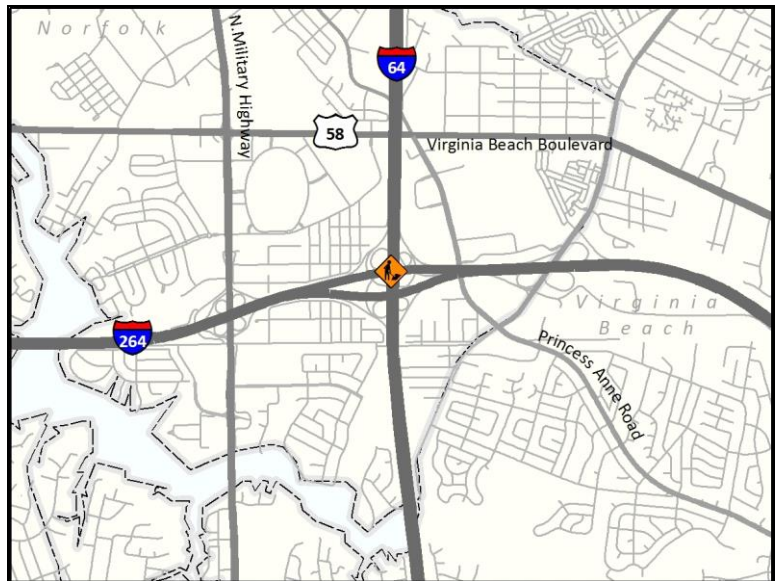 Norfolk
N.Military Highway
64
58
Virginia Beach Boulevard
264
Virginia
Beach
Princess Anne Road